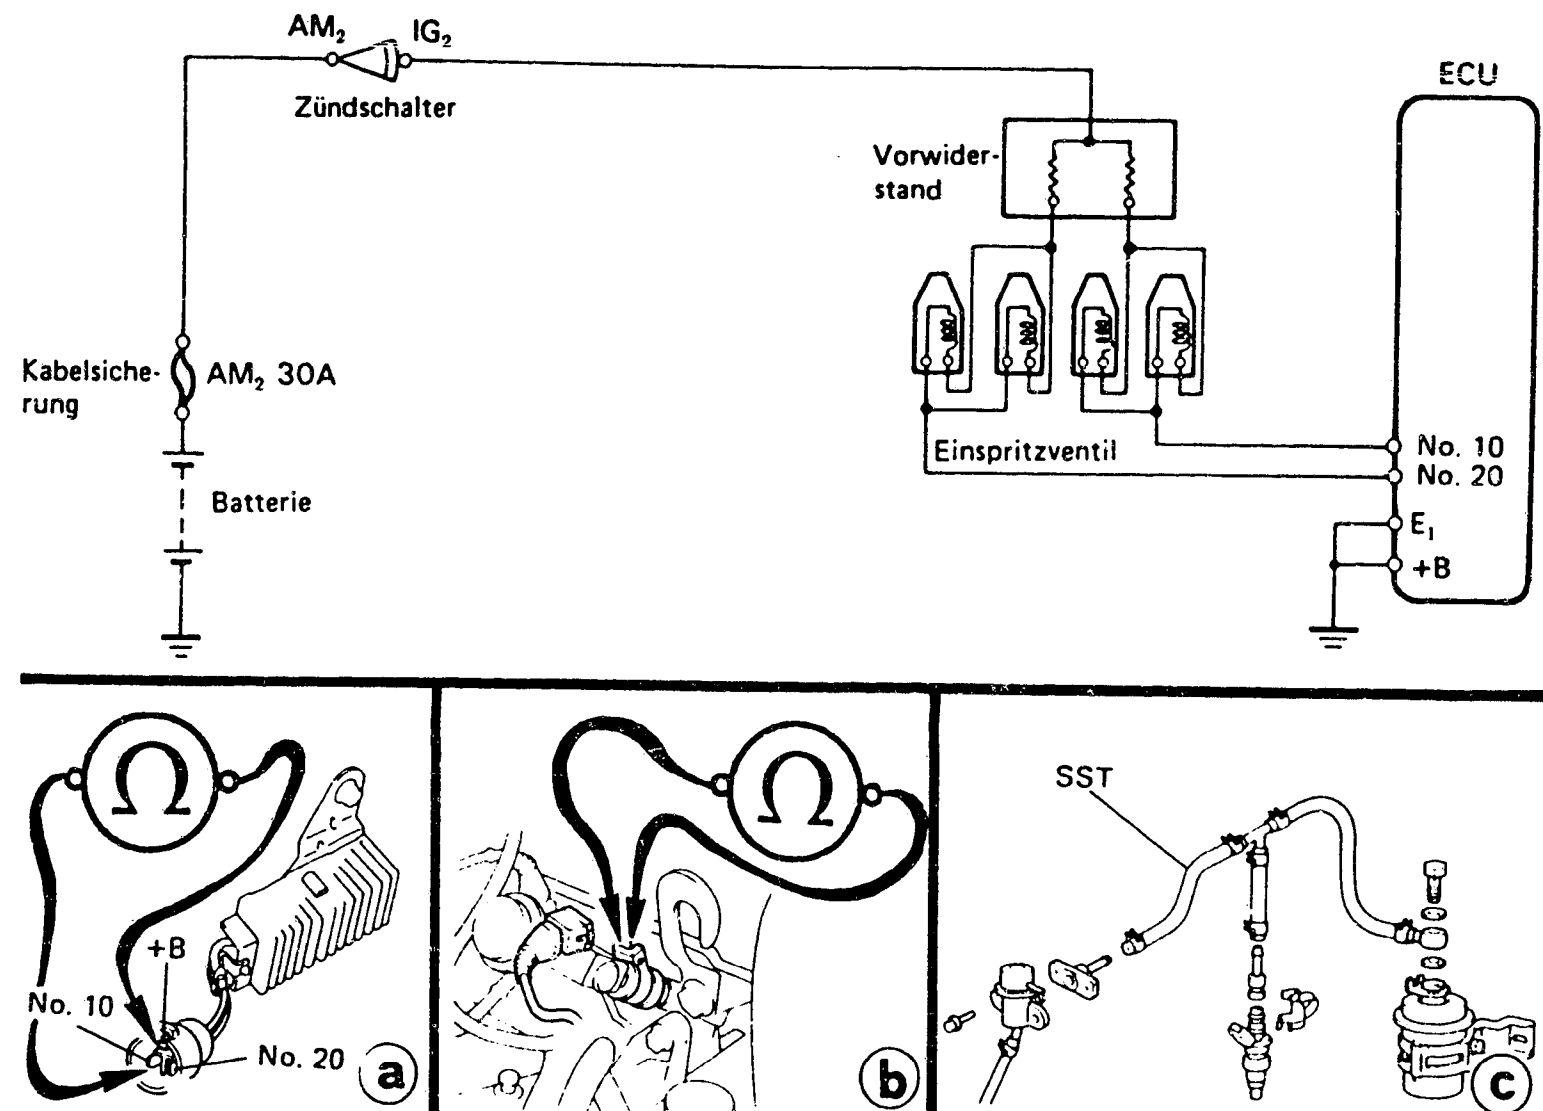 AM₂ IG₂
Zündschalter
ECU
Vorwider-
stand
Kabelsiche-
rung
AM₂ 30A
Batterie
Einspritzventil
No. 10
No. 20
E₁
+B
Ω
+B
No. 10
No. 20
a
Ω
b
SST
c